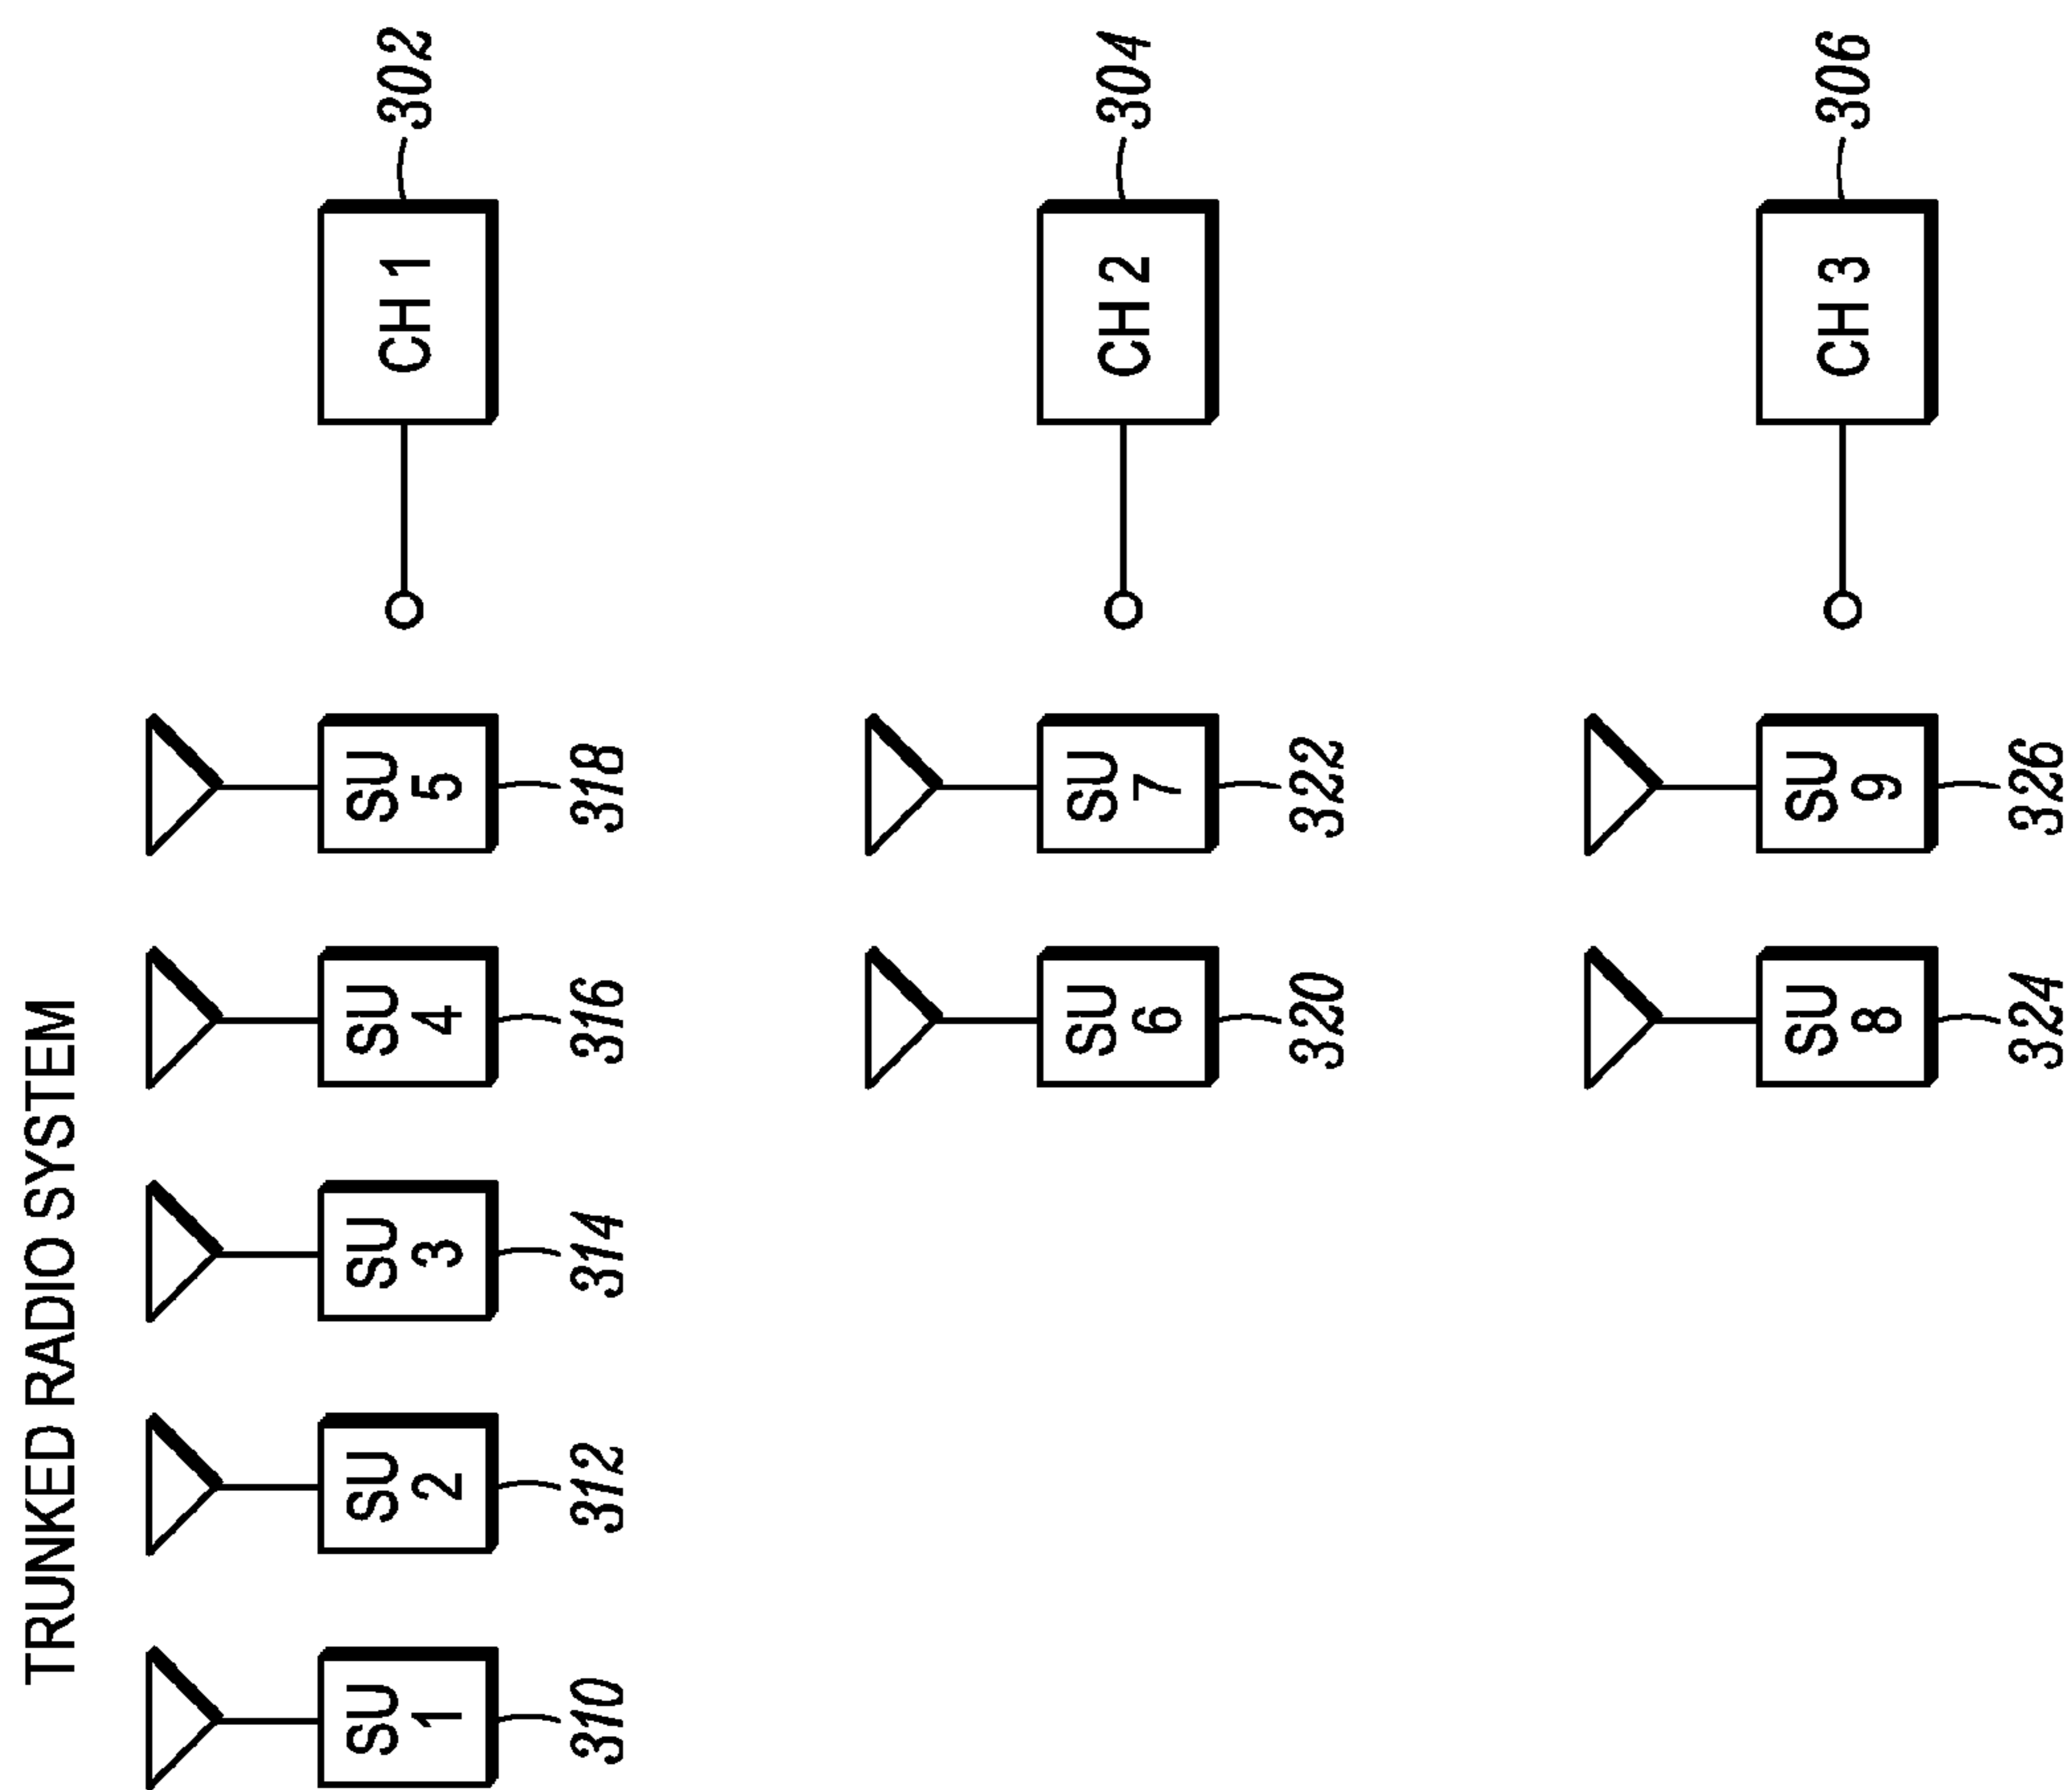 TRUNKED RADIO SYSTEM
SU 1
SU 2
SU 3
SU 4
SU 5
CH 1
302
310
312
314
316
318
SU 6
SU 7
CH 2
304
320
322
SU 8
SU 9
CH 3
306
324
326